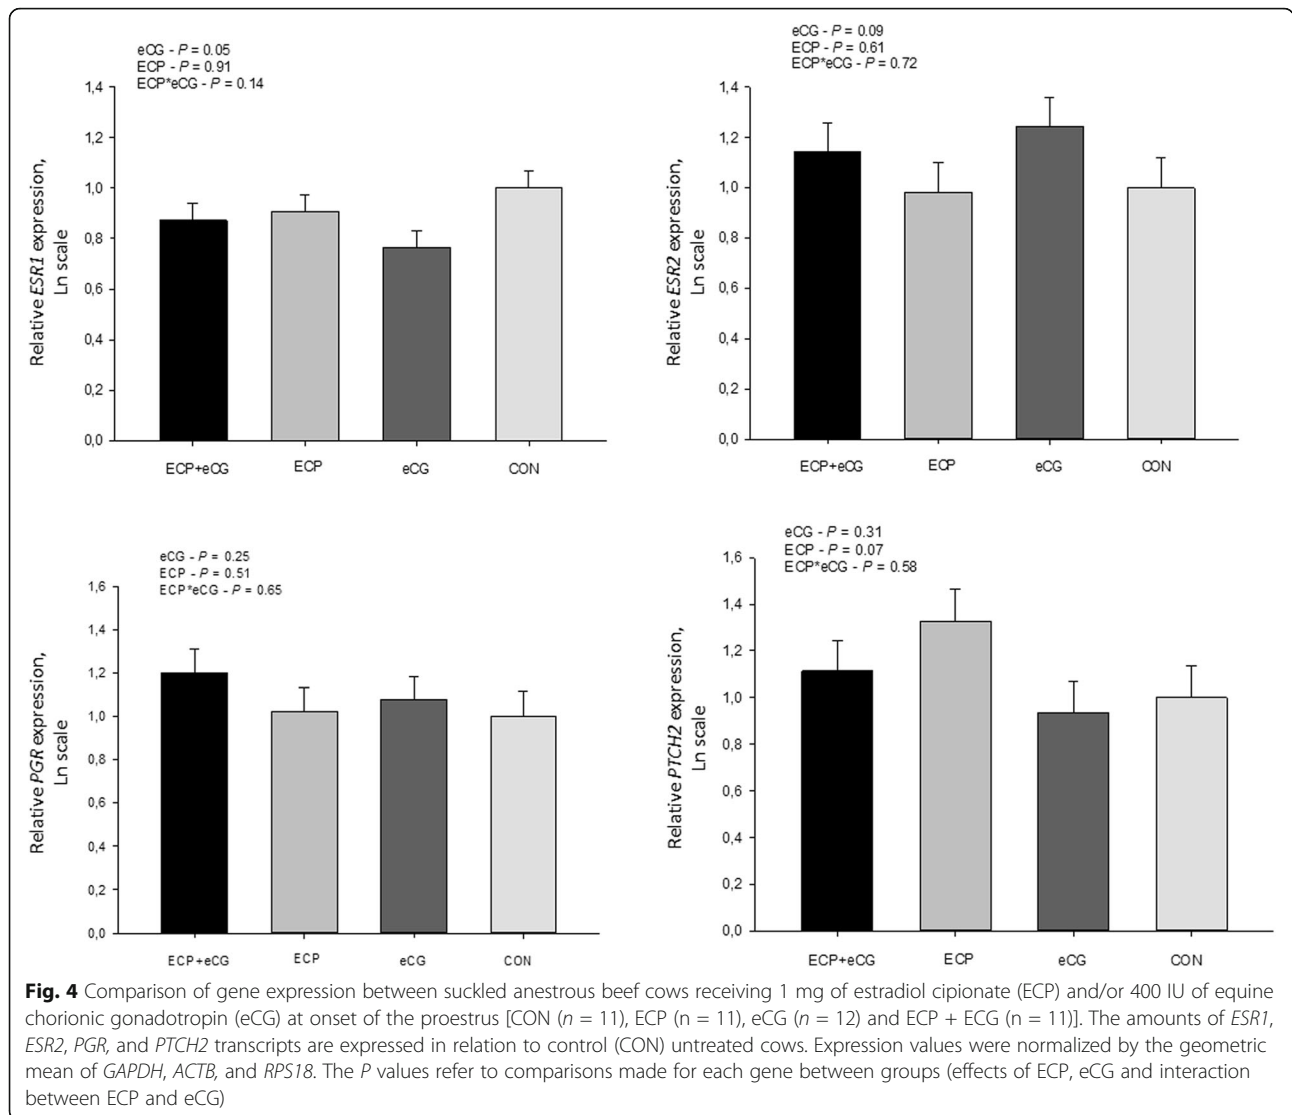 eCG - P = 0.05
ECP - P = 0.91
ECP*eCG - P = 0.14
Relative ESR1 expression,
Ln scale
1,4
1,2
1,0
0,8
0,6
0,4
0,2
0,0
ECP+eCG ECP eCG CON
eCG - P = 0.09
ECP - P = 0.61
ECP*eCG - P = 0.72
Relative ESR2 expression,
Ln scale
1,4
1,2
1,0
0,8
0,6
0,4
0,2
0,0
ECP+eCG ECP eCG CON
eCG - P = 0.25
ECP - P = 0.51
ECP*eCG - P = 0.65
Relative PGR expression,
Ln scale
1,6
1,4
1,2
1,0
0,8
0,6
0,4
0,2
0,0
ECP+eCG ECP eCG CON
eCG - P = 0.31
ECP - P = 0.07
ECP*eCG - P = 0.58
Relative PTCH2 expression,
Ln scale
1,6
1,4
1,2
1,0
0,8
0,6
0,4
0,2
0,0
ECP+eCG ECP eCG CON
Fig. 4 Comparison of gene expression between suckled anestrous beef cows receiving 1 mg of estradiol cipionate (ECP) and/or 400 IU of equine
chorionic gonadotropin (eCG) at onset of the proestrus [CON (n = 11), ECP (n = 11), eCG (n = 12) and ECP + ECG (n = 11)]. The amounts of ESR1,
ESR2, PGR, and PTCH2 transcripts are expressed in relation to control (CON) untreated cows. Expression values were normalized by the geometric
mean of GAPDH, ACTB, and RPS18. The P values refer to comparisons made for each gene between groups (effects of ECP, eCG and interaction
between ECP and eCG)